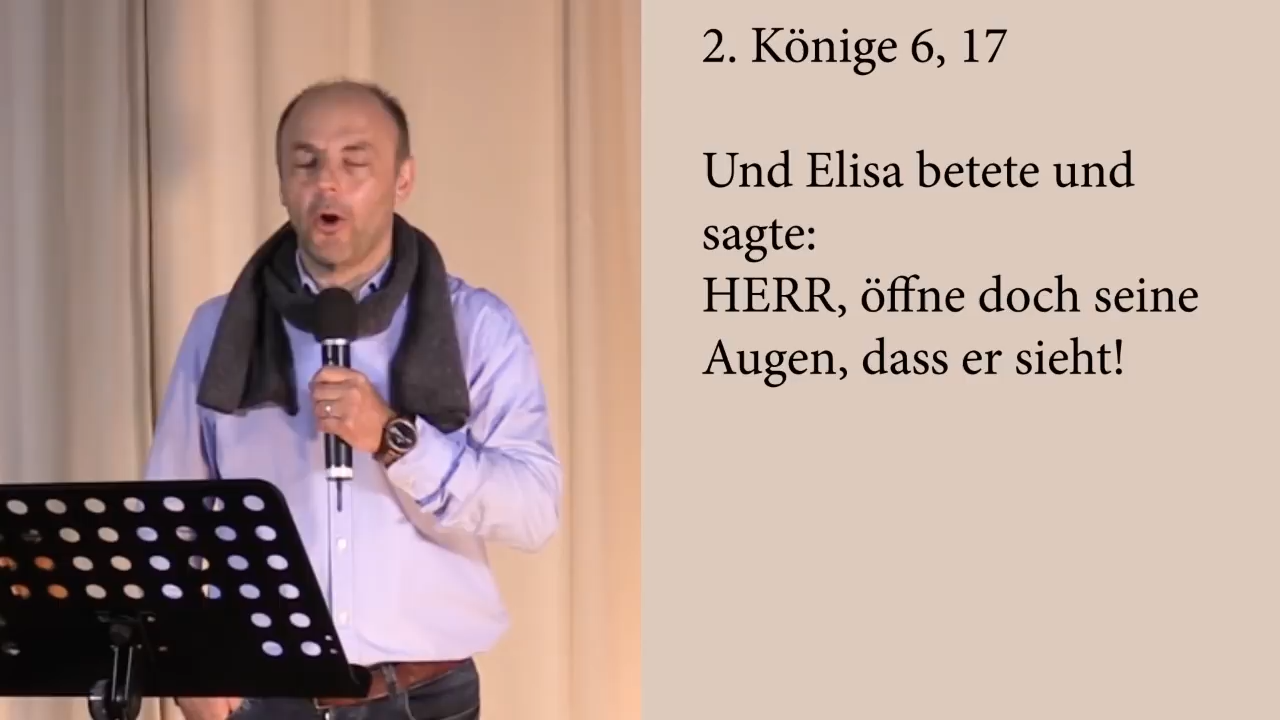 2. Könige 6, 17
Und Elisa betete und
sagte:
HERR, öffne doch seine
Augen, dass er sieht!